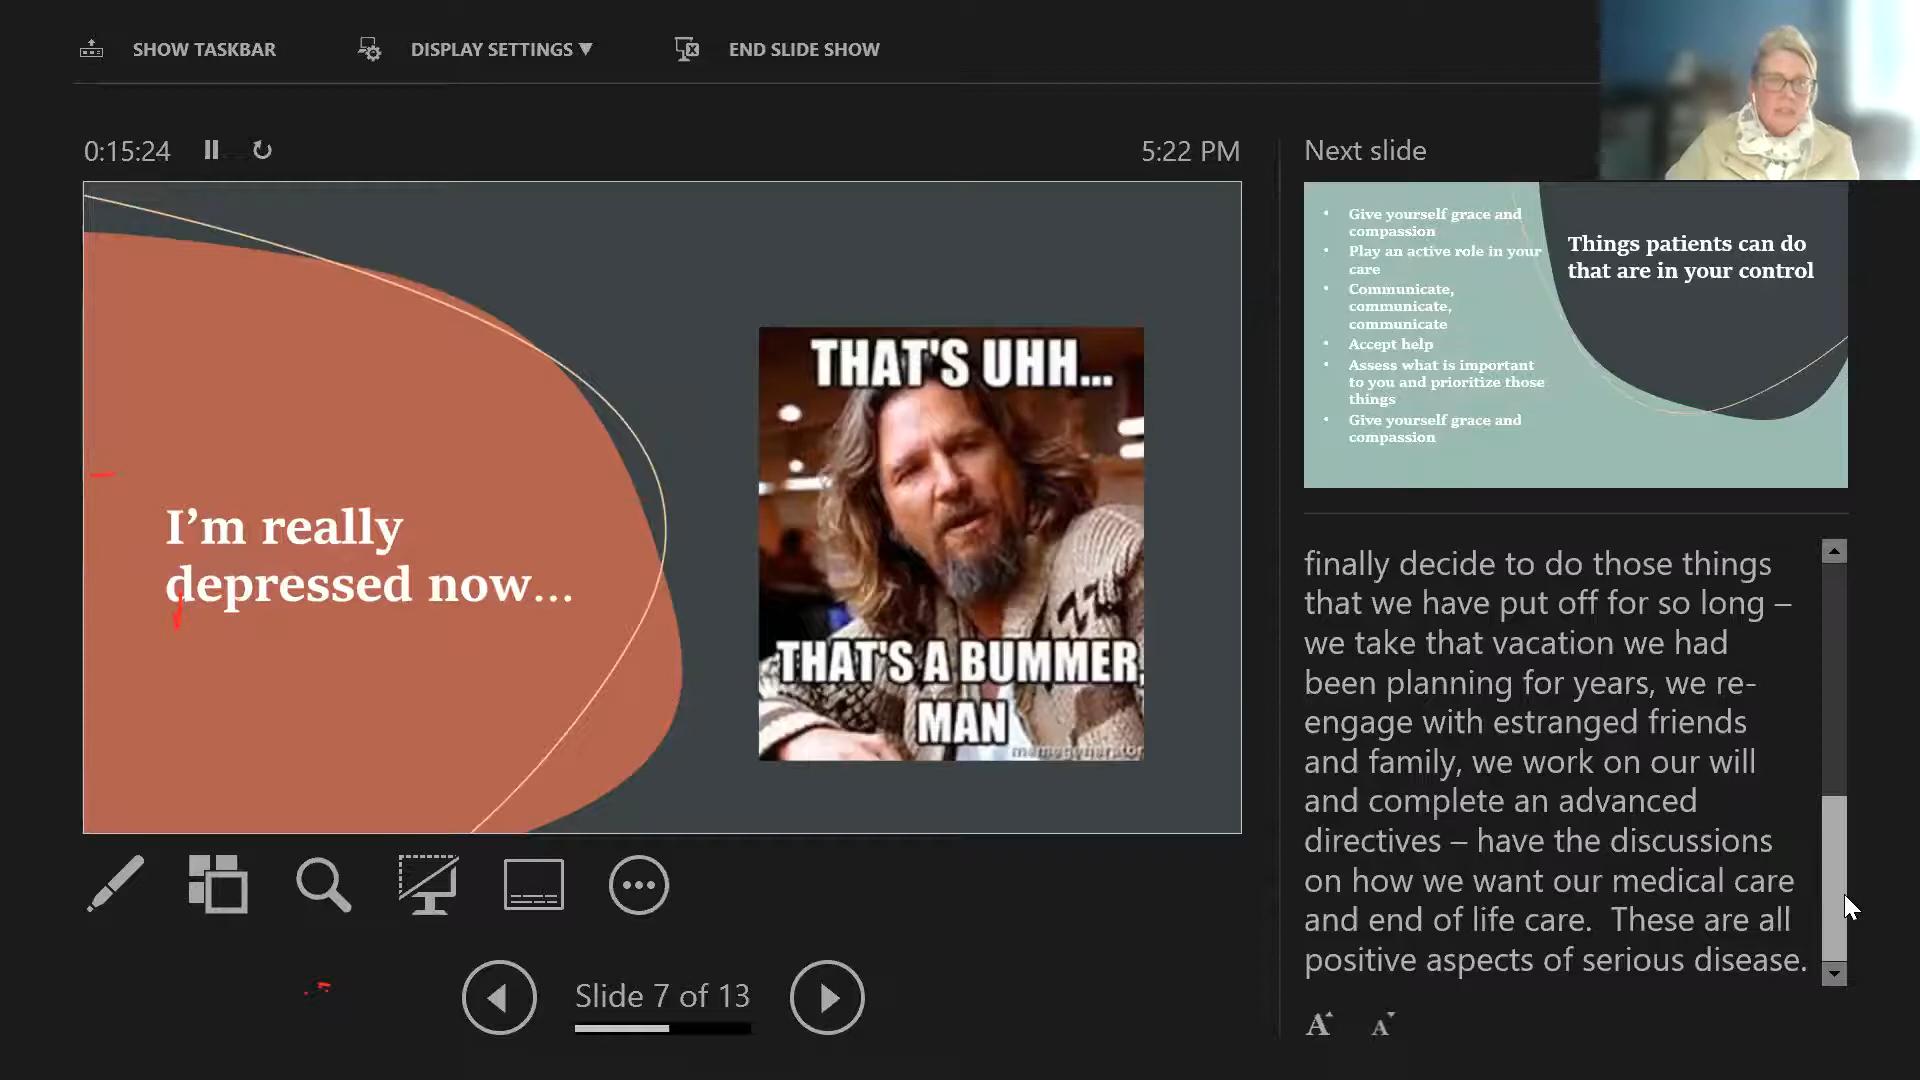 SHOW TASKBAR
DISPLAY SETTINGS ▼
END SLIDE SHOW
0:15:24
5:22 PM
Next slide
I’m really
depressed now…
THAT'S UHH...
THAT'S A BUMMER,
MAN
memegenerator
• Give yourself grace and
compassion
• Play an active role in your
care
• Communicate,
communicate,
communicate
• Accept help
• Assess what is important
to you and prioritize those
things
• Give yourself grace and
compassion
Things patients can do
that are in your control
finally decide to do those things
that we have put off for so long –
we take that vacation we had
been planning for years, we re-
engage with estranged friends
and family, we work on our will
and complete an advanced
directives – have the discussions
on how we want our medical care
and end of life care.  These are all
positive aspects of serious disease.
Slide 7 of 13
A A